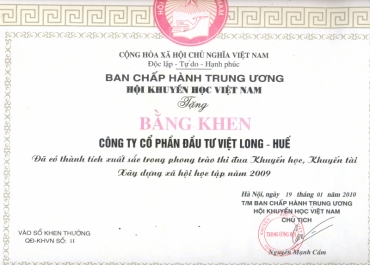 CỘNG HÒA XÃ HỘI CHỦ NGHĨA VIỆT NAM
Độc lập - Tự do - Hạnh phúc
BAN CHẤP HÀNH TRUNG ƯƠNG
HỘI KHUYẾN HỌC VIỆT NAM
Tặng
BẰNG KHEN
CÔNG TY CỔ PHẦN ĐẦU TƯ VIỆT LONG - HUẾ
Đã có thành tích xuất sắc trong phong trào thi đua Khuyến học, Khuyến tài
Xây dựng xã hội học tập năm 2009
Hà Nội, ngày 19 tháng 01 năm 2010
T/M BAN CHẤP HÀNH TRUNG ƯƠNG
HỘI KHUYẾN HỌC VIỆT NAM
CHỦ TỊCH
VÀO SỔ KHEN THƯỞNG
QĐ-KHVN SỐ: 11
TRUNG ƯƠNG
Nguyễn Mạnh Cầm